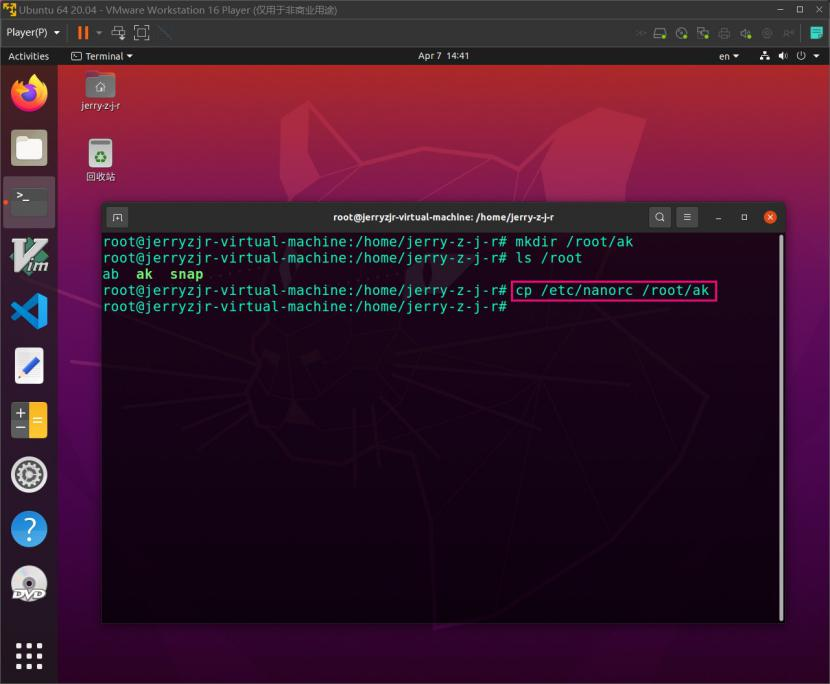 Ubuntu 64 20.04 - VMware Workstation 16 Player (仅用于非商业用途)
Player(P)
Activities
Terminal
Apr 7 14:41
en
jerry-z-j-r
回收站
root@jerryzjr-virtual-machine: /home/jerry-z-j-r
root@jerryzjr-virtual-machine:/home/jerry-z-j-r# mkdir /root/ak
root@jerryzjr-virtual-machine:/home/jerry-z-j-r# ls /root
ab ak snap
root@jerryzjr-virtual-machine:/home/jerry-z-j-r# cp /etc/nanorc /root/ak
root@jerryzjr-virtual-machine:/home/jerry-z-j-r#
>_
Vim
DVD